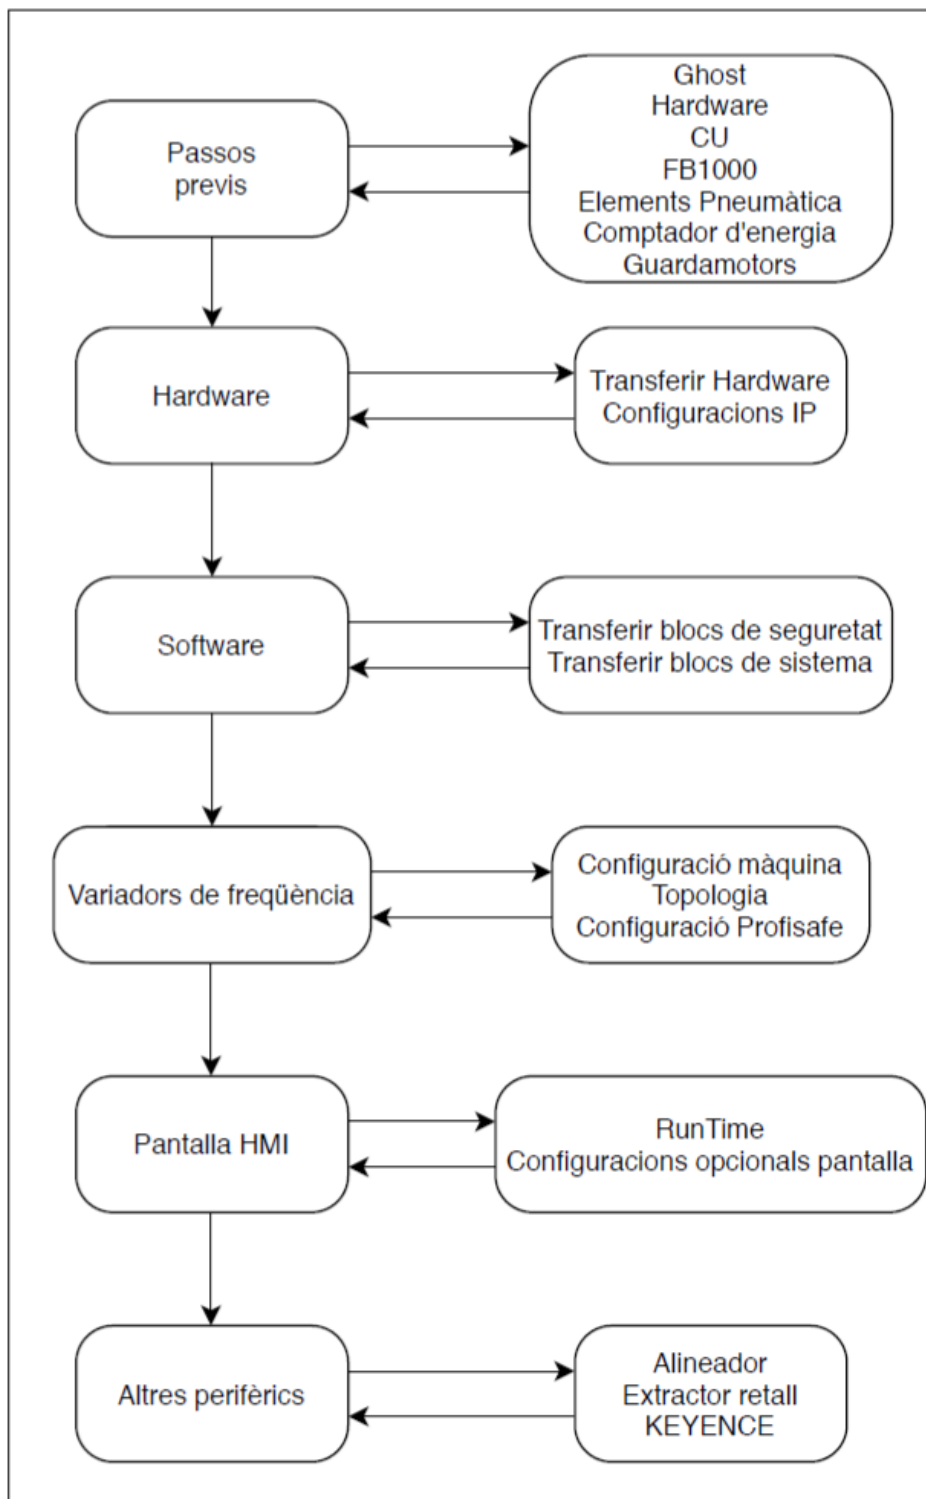 Passos
previs
Ghost
Hardware
CU
FB1000
Elements Pneumàtica
Comptador d'energia
Guardamotors
Hardware
Transferir Hardware
Configuracions IP
Software
Transferir blocs de seguretat
Transferir blocs de sistema
Variadors de freqüència
Configuració màquina
Topologia
Configuració Profisafe
Pantalla HMI
RunTime
Configuracions opcionals pantalla
Altres perifèrics
Alineador
Extractor retall
KEYENCE